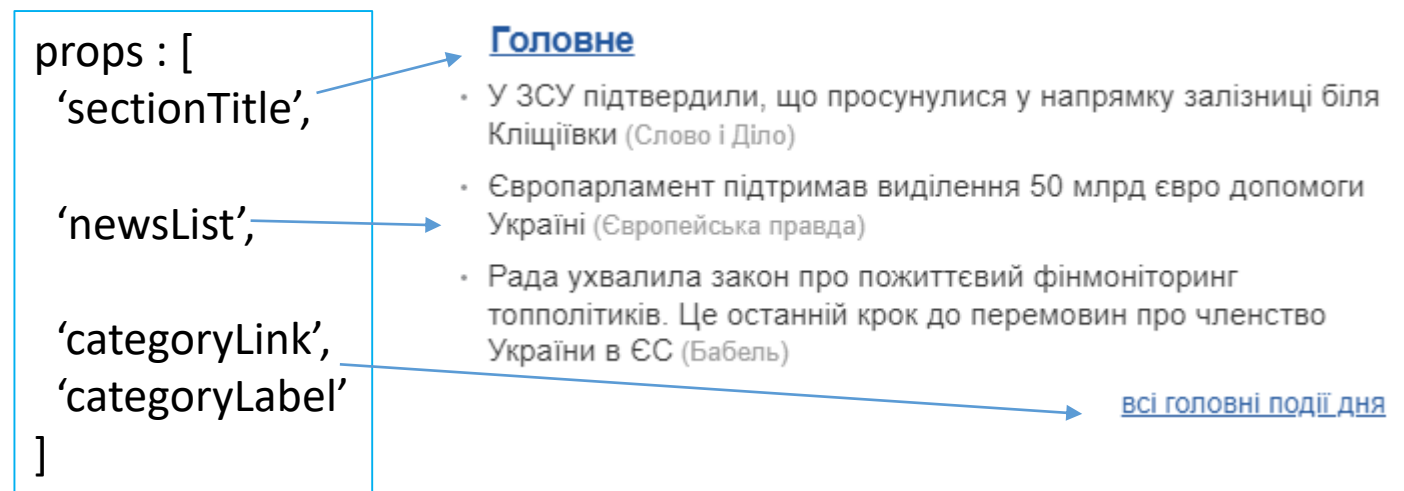 props : [
‘sectionTitle’,
‘newsList’,
‘categoryLink’,
‘categoryLabel’
]
Головне
· У ЗСУ підтвердили, що просунулися у напрямку залізниці біля
Кліщіївки (Слово і Діло)
· Європарламент підтримав виділення 50 млрд євро допомоги
Україні (Європейська правда)
· Рада ухвалила закон про пожиттєвий фінмоніторинг
топполітиків. Це останній крок до перемовин про членство
України в ЄС (Бабель)
всі головні події дня